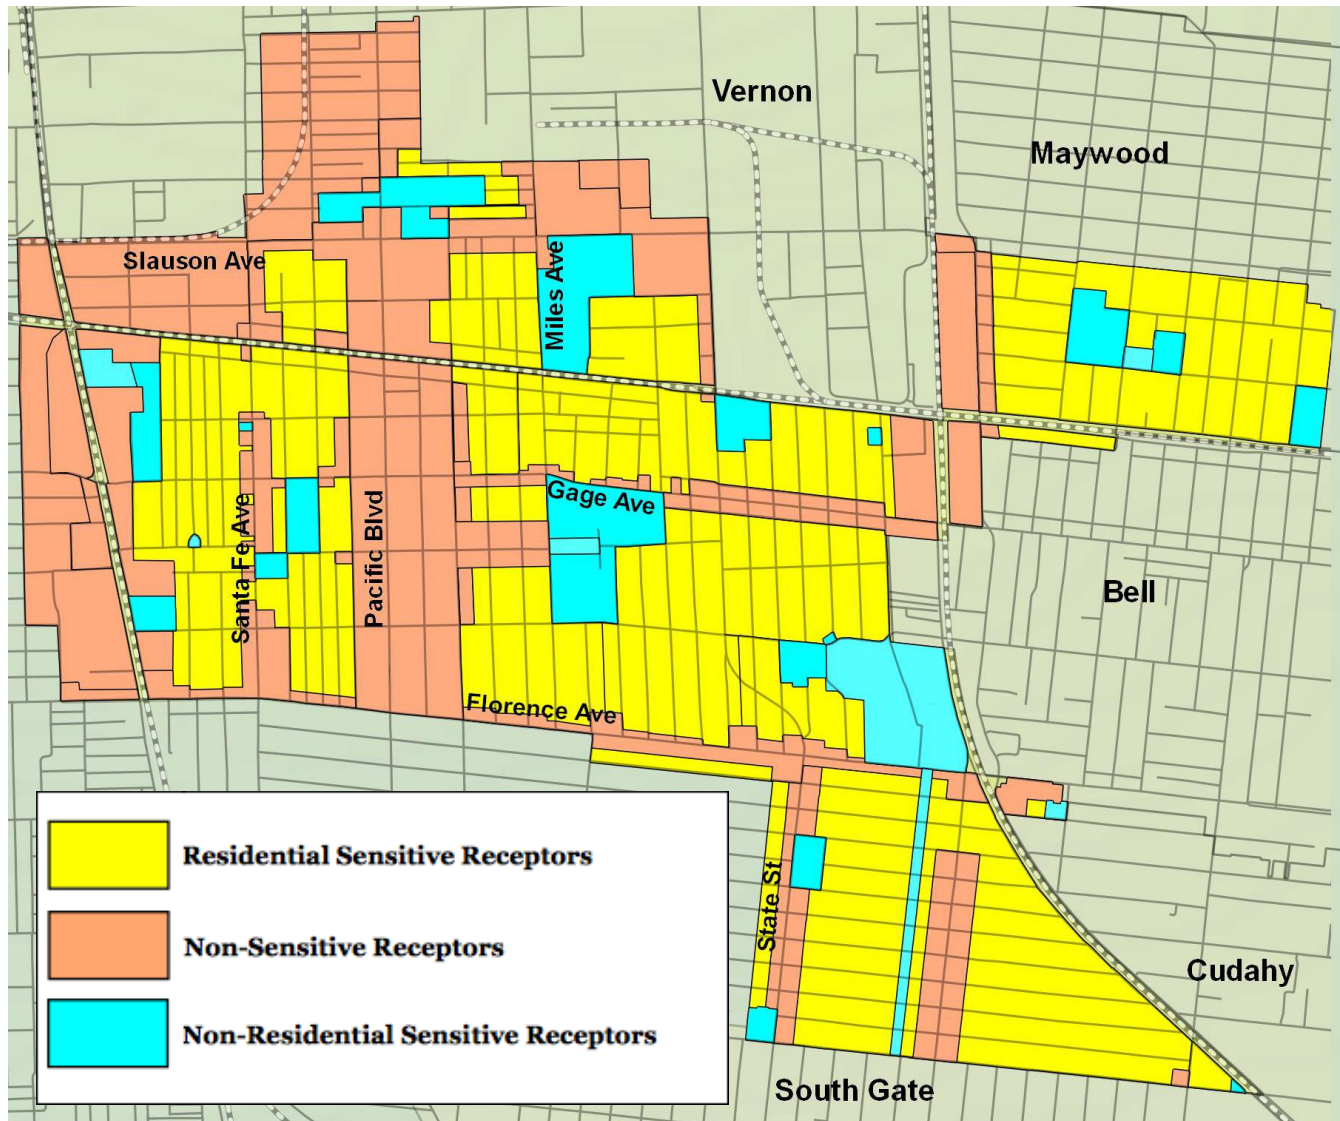 Vernon
Maywood
Slauson Ave
Miles Ave
Gage Ave
Santa Fe Ave
Pacific Blvd
Bell
Florence Ave
State St
Cudahy
South Gate
Residential Sensitive Receptors
Non-Sensitive Receptors
Non-Residential Sensitive Receptors